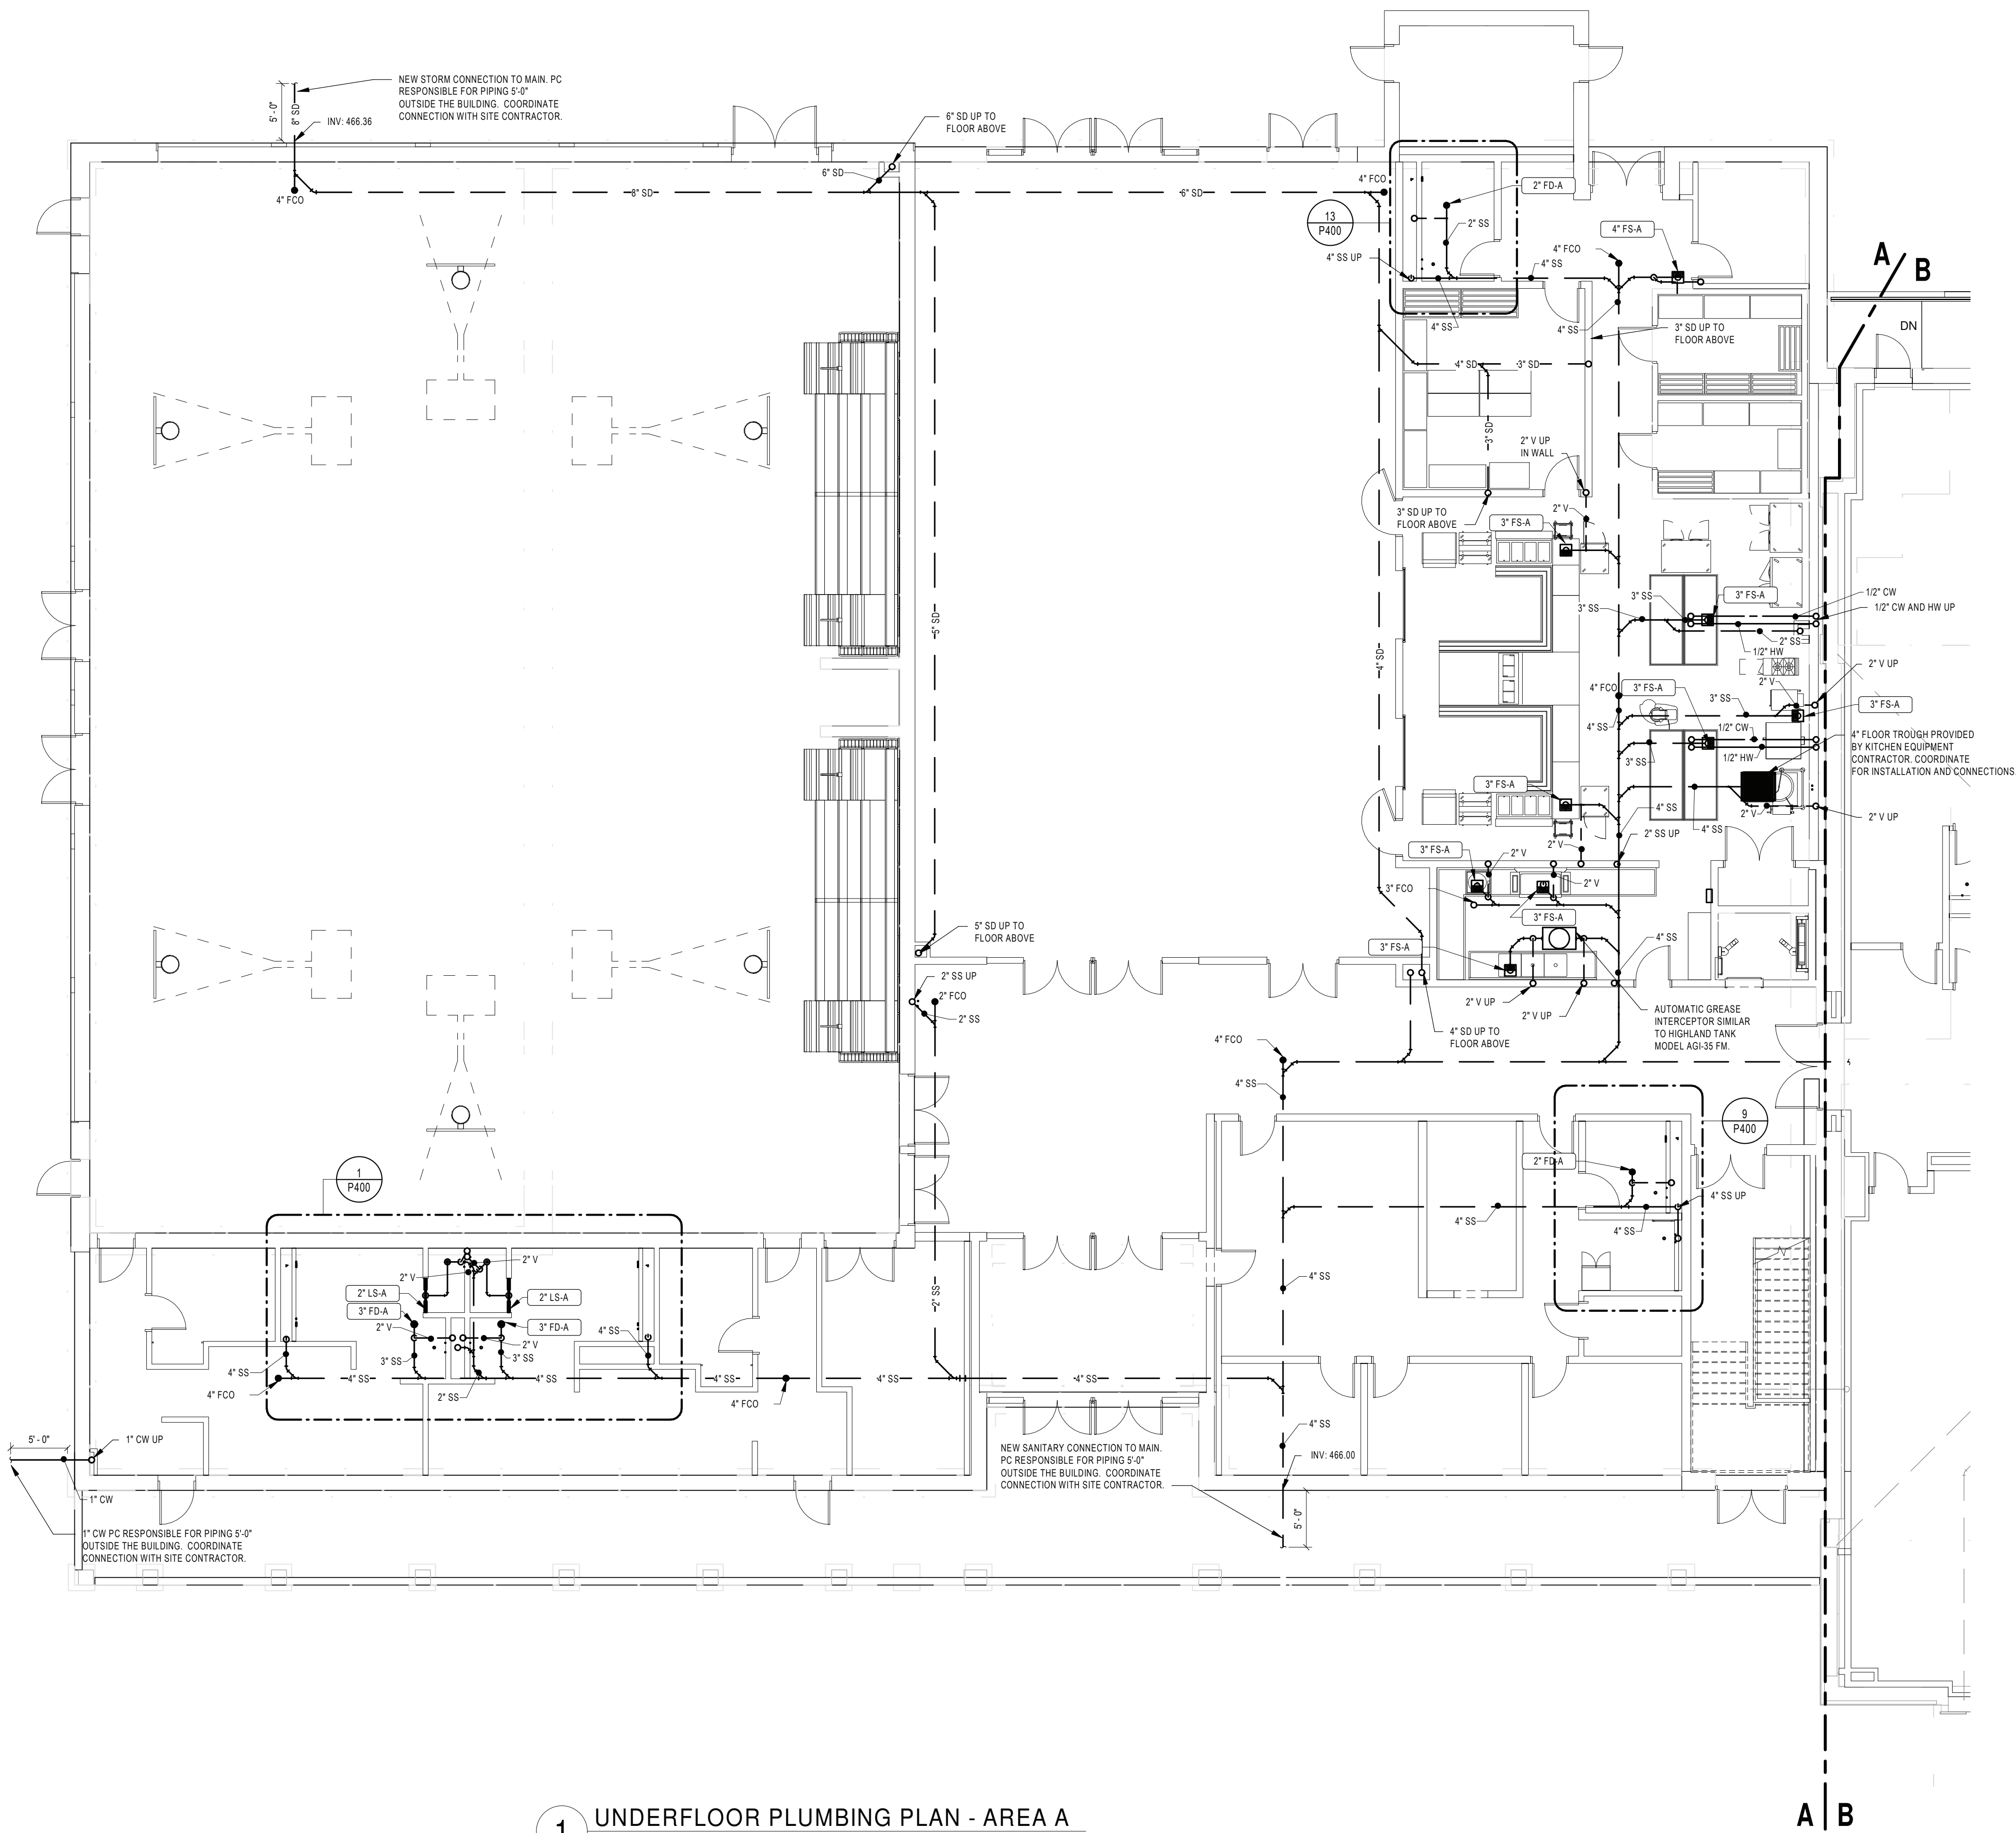 NEW STORM CONNECTION TO MAIN. PC
RESPONSIBLE FOR PIPING 5'-0"
OUTSIDE THE BUILDING. COORDINATE
CONNECTION WITH SITE CONTRACTOR.
5' - 0"
8" SD
INV: 466.36
6" SD UP TO
FLOOR ABOVE
6" SD
4" FCO
8" SD
6" SD
4" FCO
2" FD-A
13
P400
2" SS
4" FS-A
4" FCO
4" SS UP
4" SS
4" SS
4" SS
A
B
DN
3" SD UP TO
FLOOR ABOVE
4" SD
3" SD
3" SD
2" V UP
IN WALL
3" SD UP TO
FLOOR ABOVE
2" V
3" FS-A
5" SD
4" SD
3" SS
3" SS
3" FS-A
1/2" CW
1/2" CW AND HW UP
2" SS
1/2" HW
2" V UP
2" V
4" FCO
3" FS-A
3" SS
3" FS-A
4" SS
1/2" CW
1/2" HW
3" SS
4" FLOOR TROUGH PROVIDED
BY KITCHEN EQUIPMENT
CONTRACTOR. COORDINATE
FOR INSTALLATION AND CONNECTIONS.
3" FS-A
4" SS
2" V
2" V UP
4" SS
2" SS UP
2" V
3" FS-A
2" V
2" V
3" FCO
3" FS-A
3" FS-A
4" SS
5" SD UP TO
FLOOR ABOVE
2" SS UP
2" FCO
2" SS
2" V UP
2" V UP
4" SD UP TO
FLOOR ABOVE
AUTOMATIC GREASE
INTERCEPTOR SIMILAR
TO HIGHLAND TANK
MODEL AGI-35 FM.
4" FCO
4" SS
9
P400
2" FD-A
4" SS UP
4" SS
4" SS
1
P400
2" V
2" V
2" LS-A
2" LS-A
3" FD-A
3" FD-A
2" V
2" V
3" SS
3" SS
4" SS
4" SS
4" FCO
4" SS
2" SS
4" SS
4" SS
4" FCO
4" SS
2" SS
4" SS
4" SS
4" SS
5' - 0"
1" CW UP
1" CW
1" CW PC RESPONSIBLE FOR PIPING 5'-0"
OUTSIDE THE BUILDING. COORDINATE
CONNECTION WITH SITE CONTRACTOR.
NEW SANITARY CONNECTION TO MAIN.
PC RESPONSIBLE FOR PIPING 5'-0"
OUTSIDE THE BUILDING. COORDINATE
CONNECTION WITH SITE CONTRACTOR.
INV: 466.00
5' - 0"
1
UNDERFLOOR PLUMBING PLAN - AREA A
A
B